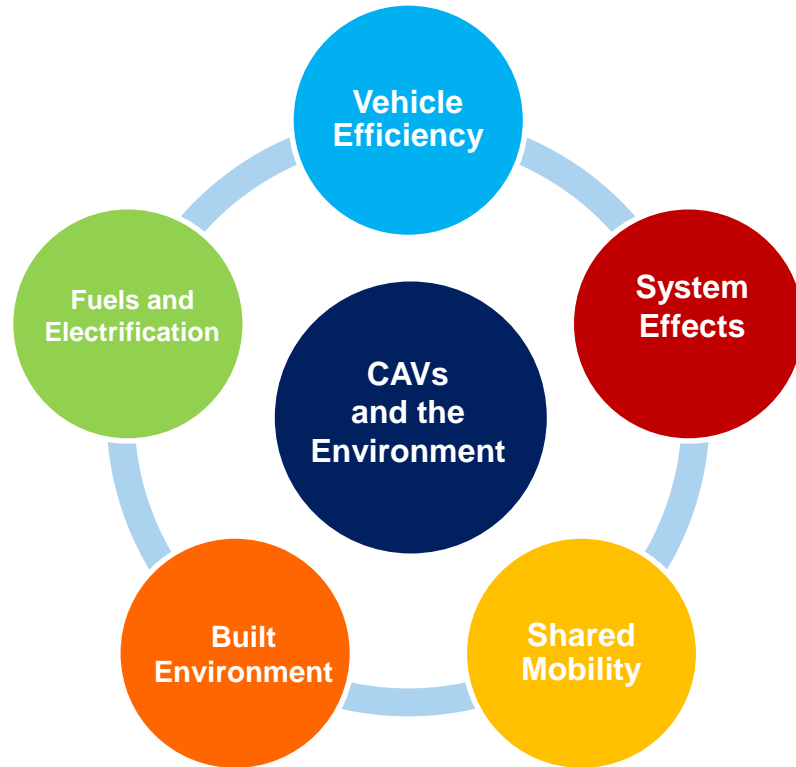 Vehicle
Efficiency
System
Effects
Fuels and
Electrification
CAVs
and the
Environment
Shared
Mobility
Built
Environment